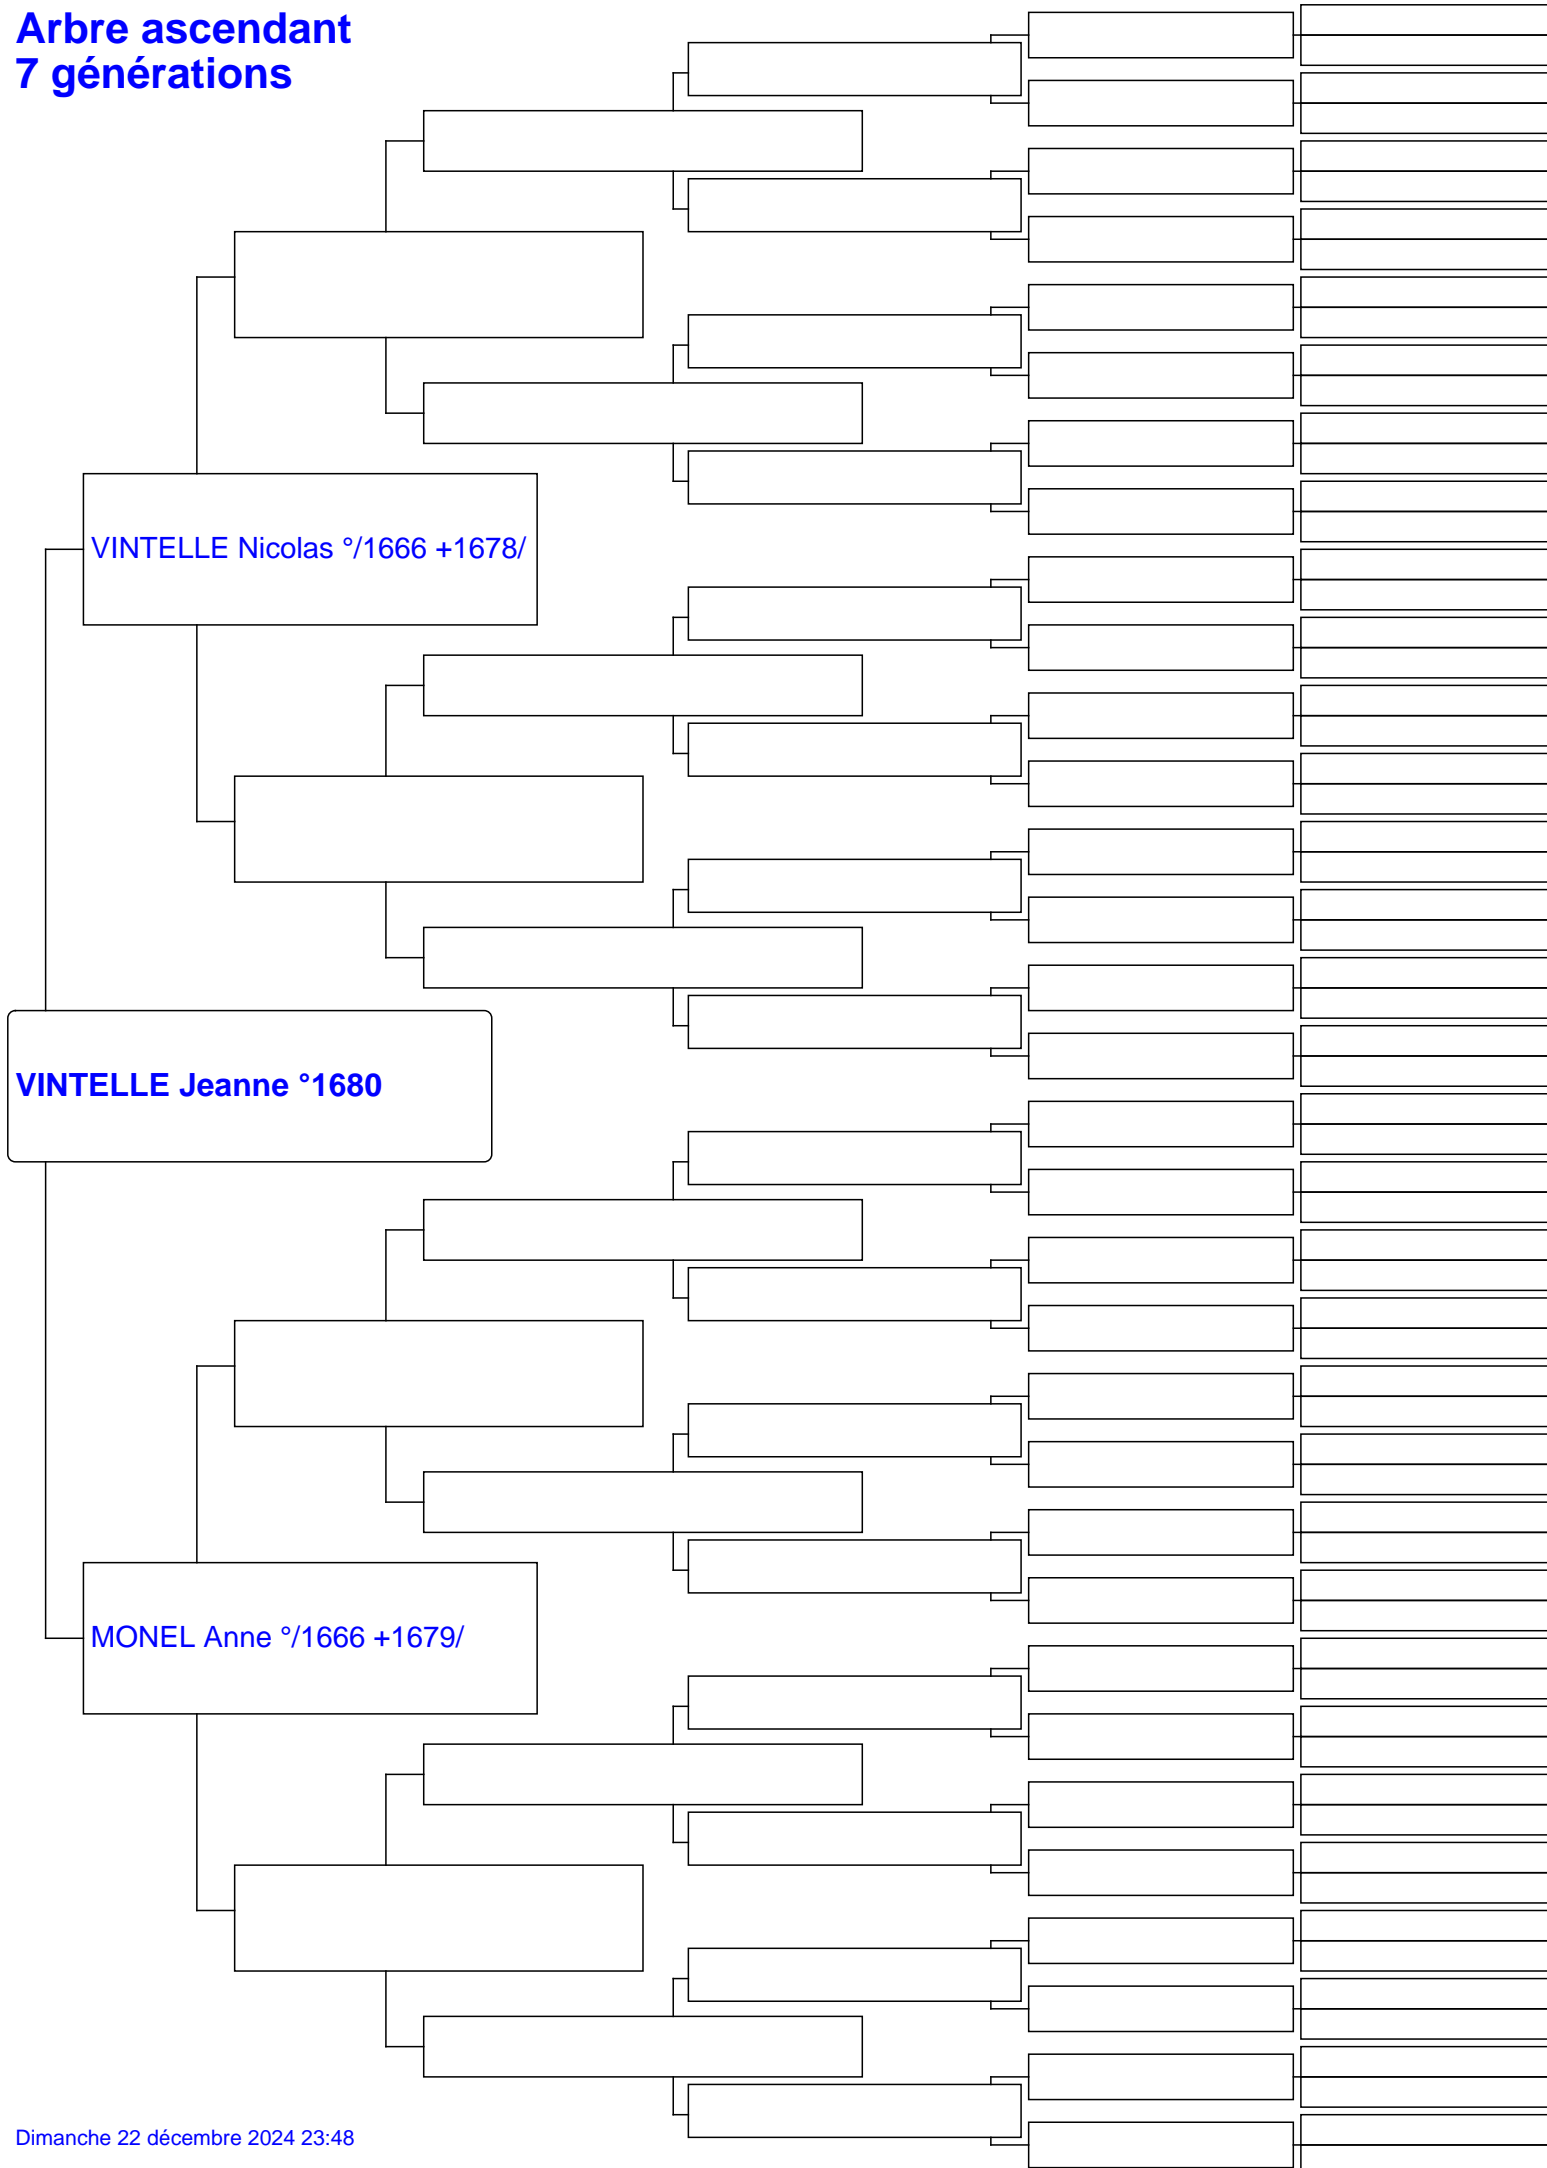 Arbre ascendant
7 générations
VINTELLE Nicolas °/1666 +1678/
VINTELLE Jeanne °1680
MONEL Anne °/1666 +1679/
Dimanche 22 décembre 2024 23:48